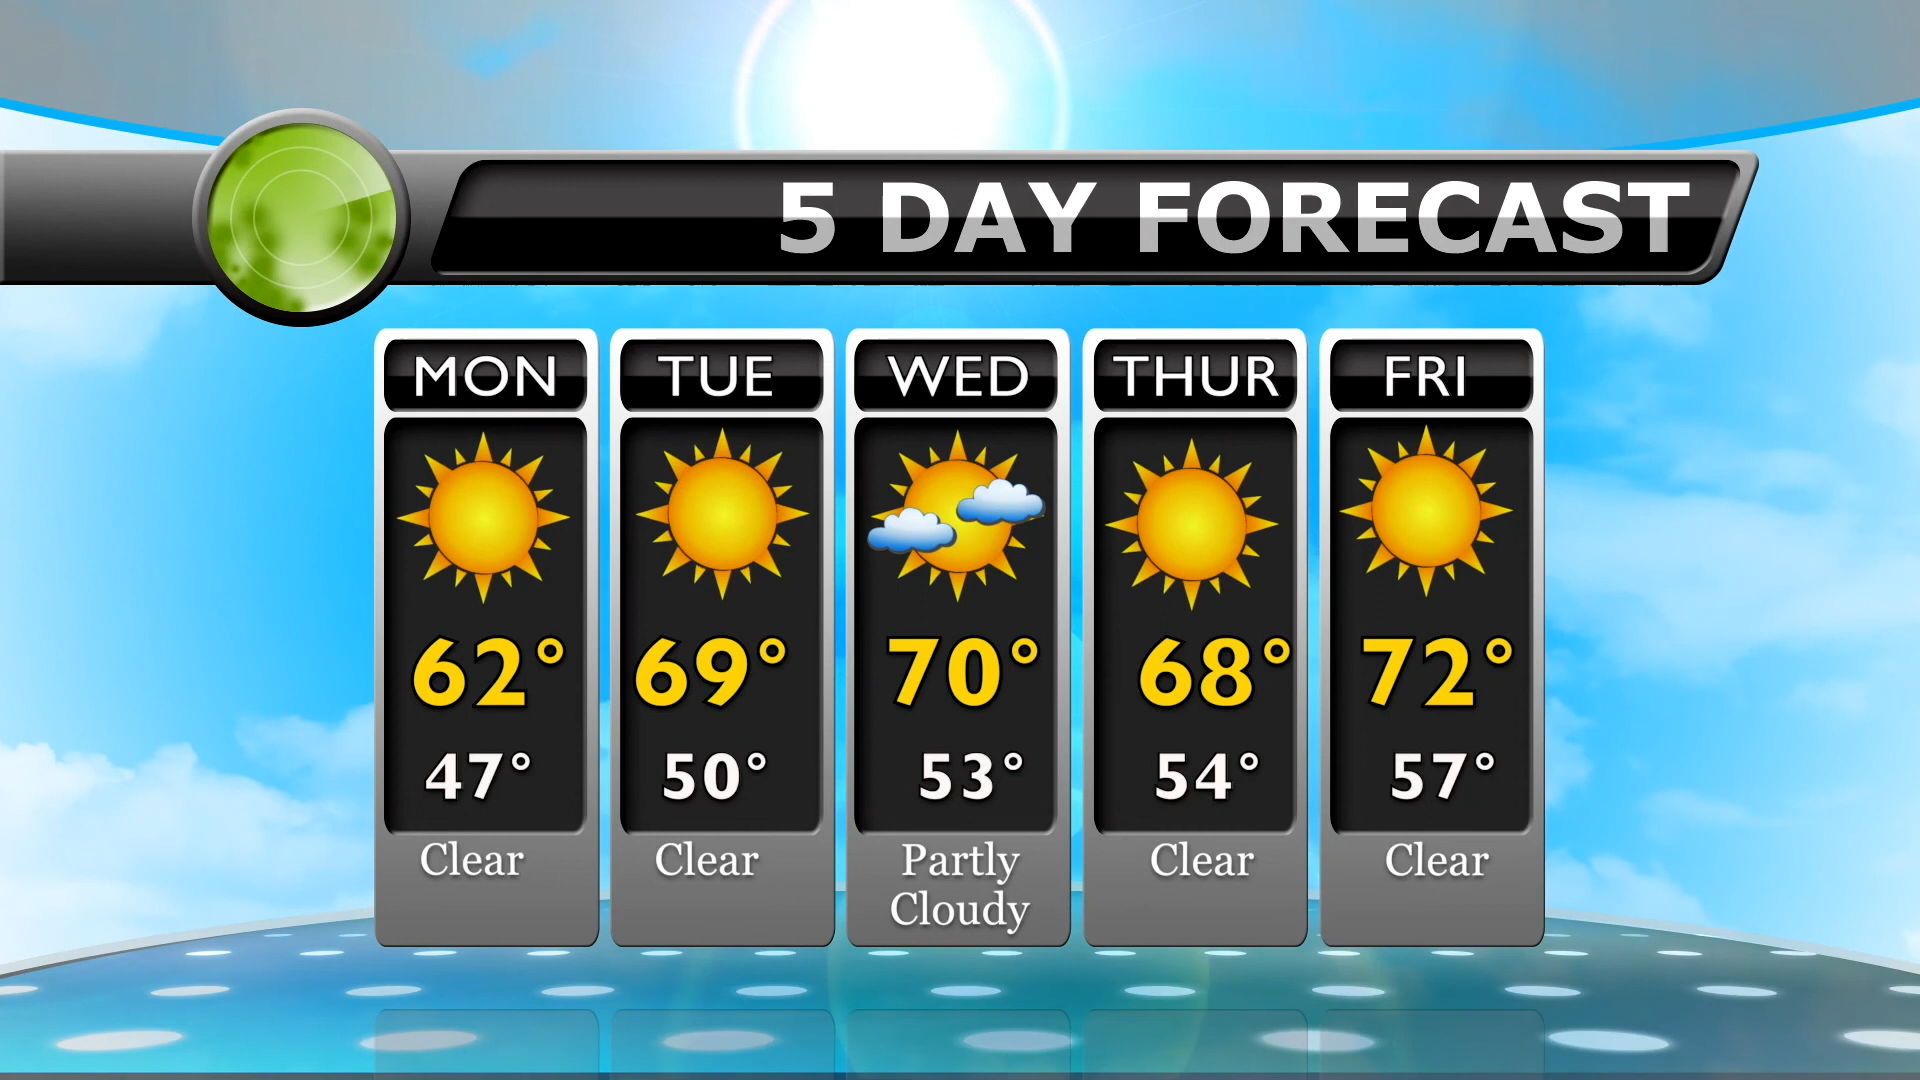 5 DAY FORECAST
MON TUE WED THUR FRI
62° 69° 70° 68° 72°
47° 50° 53° 54° 57°
Clear Clear Partly Clear Clear
Cloudy